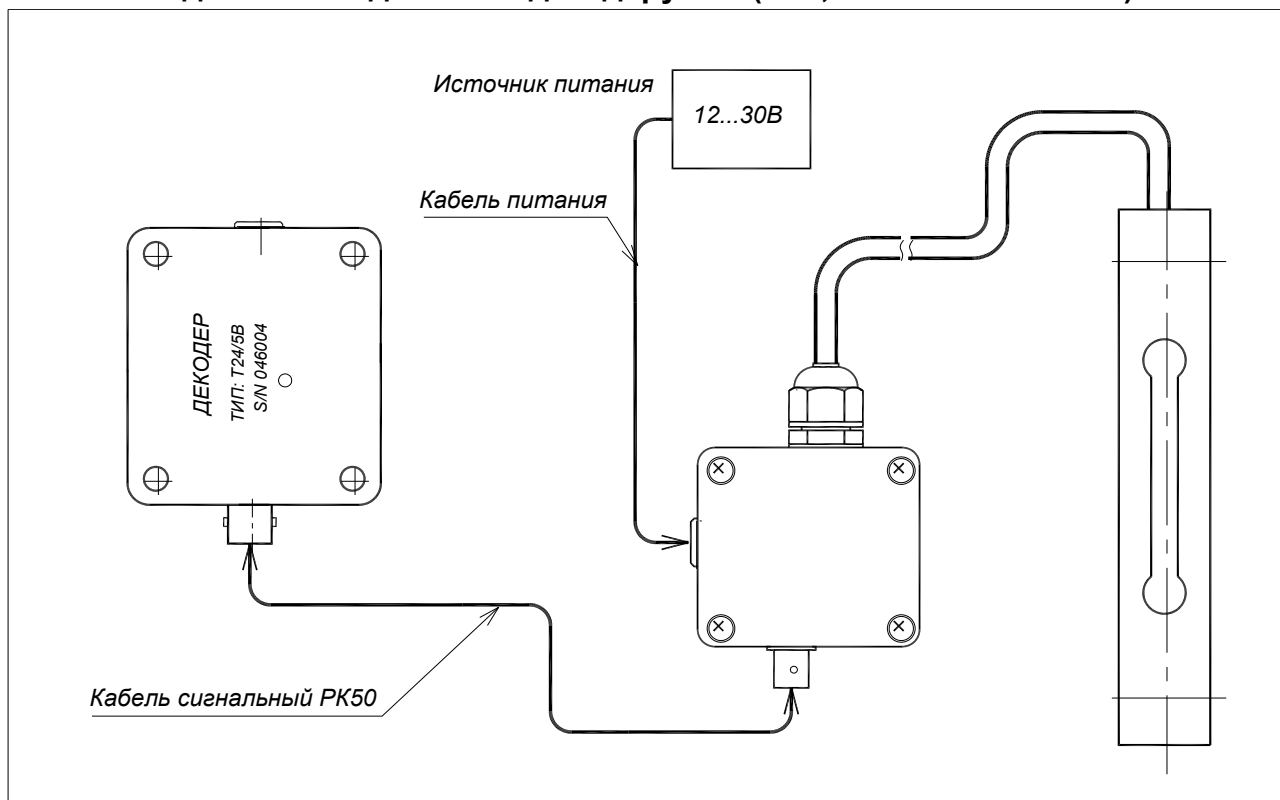 Источник питания
12...30В
Кабель питания
ДЕКОДЕР
ТИП: Т24/5В
S/N 046004
Кабель сигнальный РК50